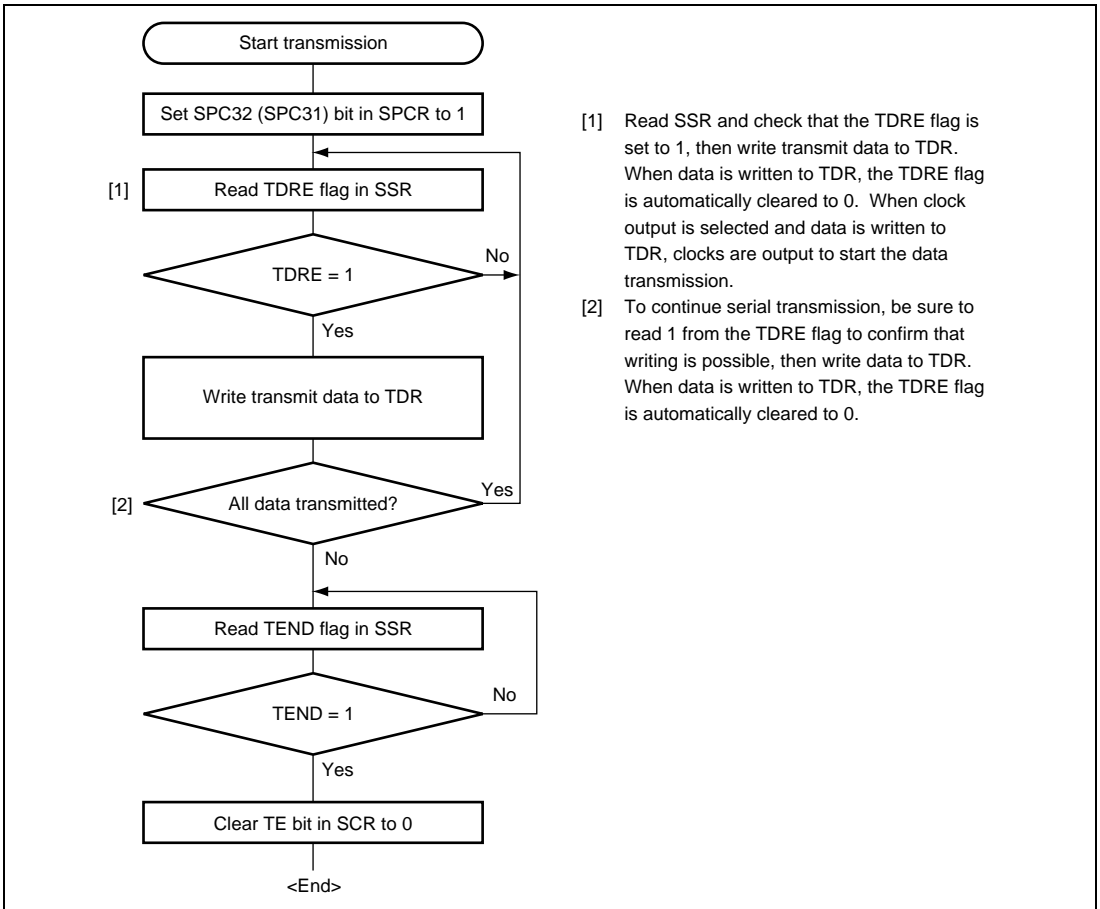 Start transmission
Set SPC32 (SPC31) bit in SPCR to 1
[1]
Read TDRE flag in SSR
TDRE = 1
No
Yes
Write transmit data to TDR
[2]
All data transmitted?
Yes
No
Read TEND flag in SSR
TEND = 1
No
Yes
Clear TE bit in SCR to 0
<End>
[1] Read SSR and check that the TDRE flag is
set to 1, then write transmit data to TDR.
When data is written to TDR, the TDRE flag
is automatically cleared to 0. When clock
output is selected and data is written to
TDR, clocks are output to start the data
transmission.
[2] To continue serial transmission, be sure to
read 1 from the TDRE flag to confirm that
writing is possible, then write data to TDR.
When data is written to TDR, the TDRE flag
is automatically cleared to 0.